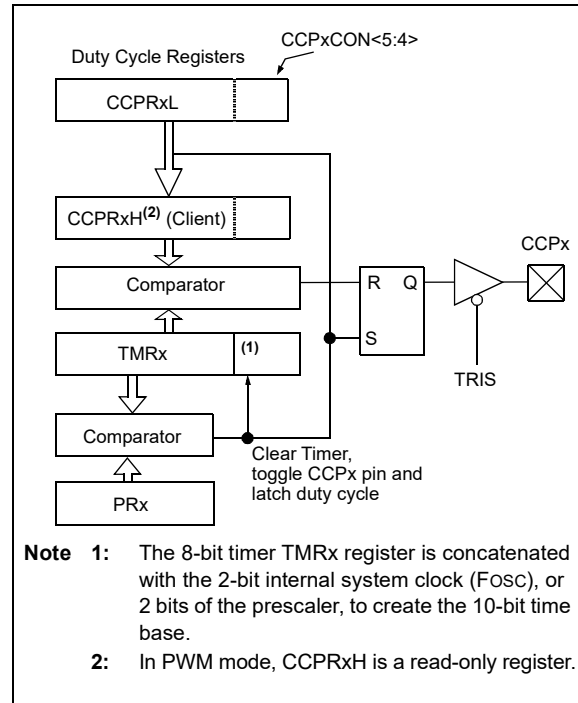 CCPxCON<5:4>
Duty Cycle Registers
CCPRxL
CCPRxH(2) (Client)
CCPx
Comparator
R Q
TMRx (1)
S
TRIS
Comparator
Clear Timer,
toggle CCPx pin and
latch duty cycle
PRx
Note 1: The 8-bit timer TMRx register is concatenated
with the 2-bit internal system clock (FOSC), or
2 bits of the prescaler, to create the 10-bit time
base.
2: In PWM mode, CCPRxH is a read-only register.